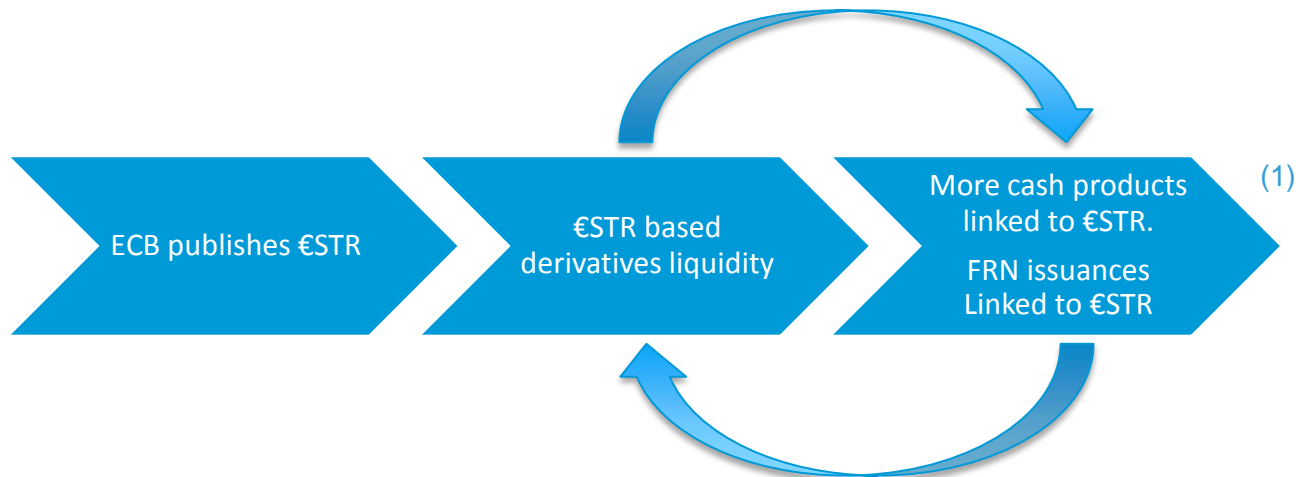 ECB publishes €STR
€STR based
derivatives liquidity
More cash products
linked to €STR.
FRN issuances
Linked to €STR
(1)